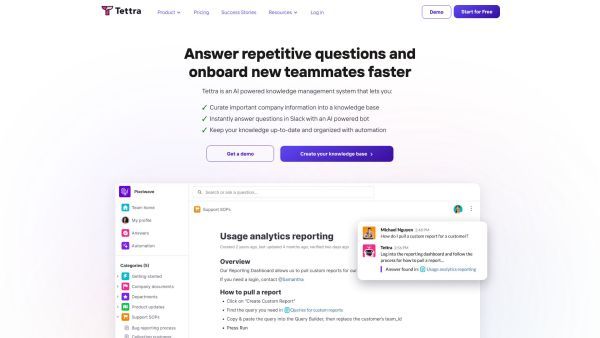 Tettra
Product
Pricing
Success Stories
Resources
Log in
Demo
Start for Free
Answer repetitive questions and
onboard new teammates faster
Tettra is an AI powered knowledge management system that lets you:
Curate important company information into a knowledge base
Instantly answer questions in Slack with an AI powered bot
Keep your knowledge up-to-date and organized with automation
Get a demo
Create your knowledge base
Pixelwave
Team home
My profile
Answers
Automation
Categories (5)
Getting started
Company documents
Departments
Product updates
Support SOPs
Bug reporting process
Collecting customer
Search or ask a question...
Support SOPs
Usage analytics reporting
Created 2 years ago, last updated 4 months ago, verified two days ago
Overview
Our Reporting Dashboard allows us to pull custom reports for our
If you need a login, contact @Samantha
How to pull a report
Click on "Create Custom Report"
Find the query you need in Queries for custom reports
Copy & paste the query into the Query Builder, then replace the customer's team_id
Press Run
Michael Nguyen 3:48 PM
How do I pull a custom report for a customer?
Tettra 3:56 PM
Log into the reporting dashboard and follow the
process for how to pull a report...
Answer found in: Usage analytics reporting